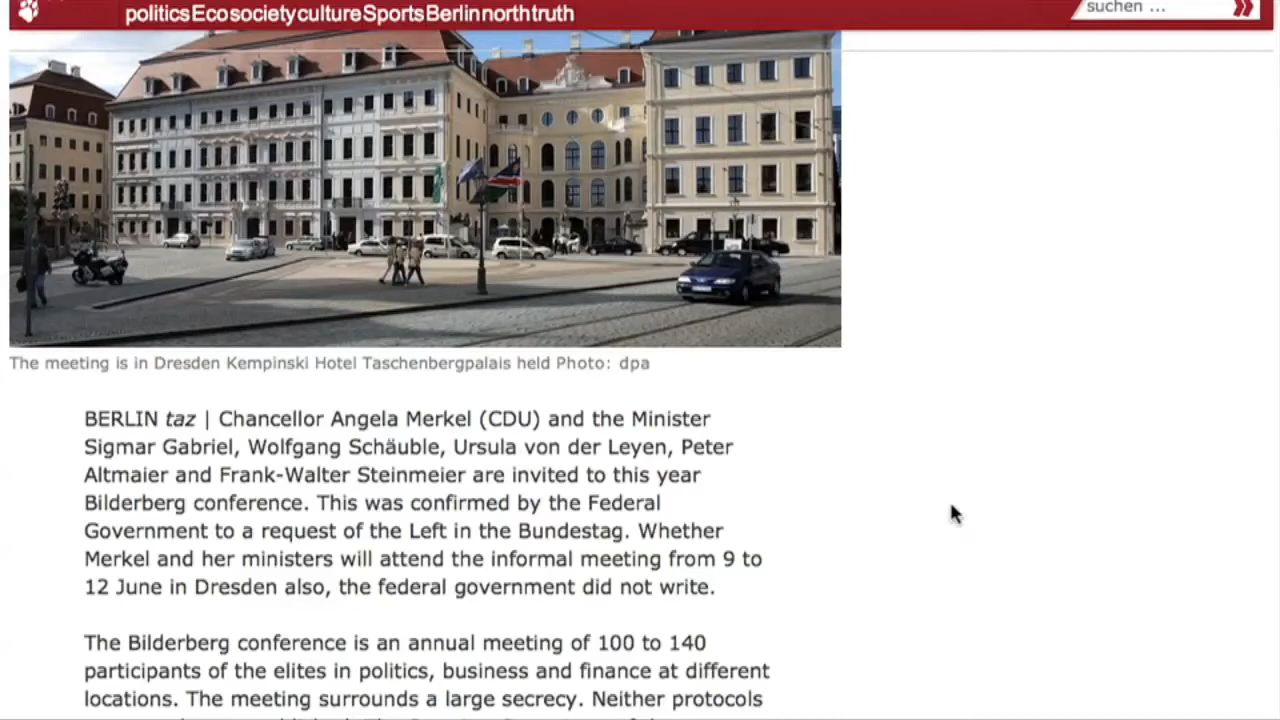 politicsEcosocietycultureSportsBerlinnorthtruth
suchen ...
The meeting is in Dresden Kempinski Hotel Taschenbergpalais held Photo: dpa
BERLIN taz | Chancellor Angela Merkel (CDU) and the Minister
Sigmar Gabriel, Wolfgang Schäuble, Ursula von der Leyen, Peter
Altmaier and Frank-Walter Steinmeier are invited to this year
Bilderberg conference. This was confirmed by the Federal
Government to a request of the Left in the Bundestag. Whether
Merkel and her ministers will attend the informal meeting from 9 to
12 June in Dresden also, the federal government did not write.
The Bilderberg conference is an annual meeting of 100 to 140
participants of the elites in politics, business and finance at different
locations. The meeting surrounds a large secrecy. Neither protocols